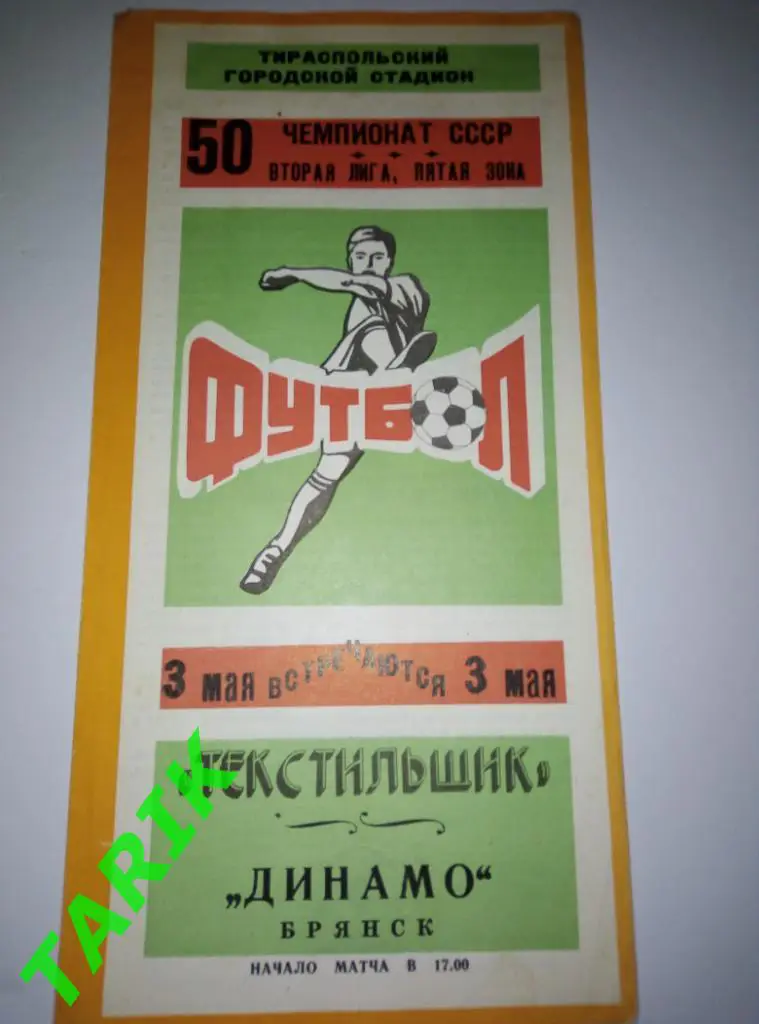 ТИРАСПОЛЬСКИЙ
ГОРОДСКОЙ СТАДИОН
50 ЧЕМПИОНАТ СССР
ВТОРАЯ ЛИГА, ПЯТАЯ ЗОНА
ФУТБОЛ
3 МАЯ ВСТРЕЧАЮТСЯ 3 МАЯ
«ТЕКСТИЛЬЩИК»
„ДИНАМО“
БРЯНСК
НАЧАЛО МАТЧА В 17.00
TARIK